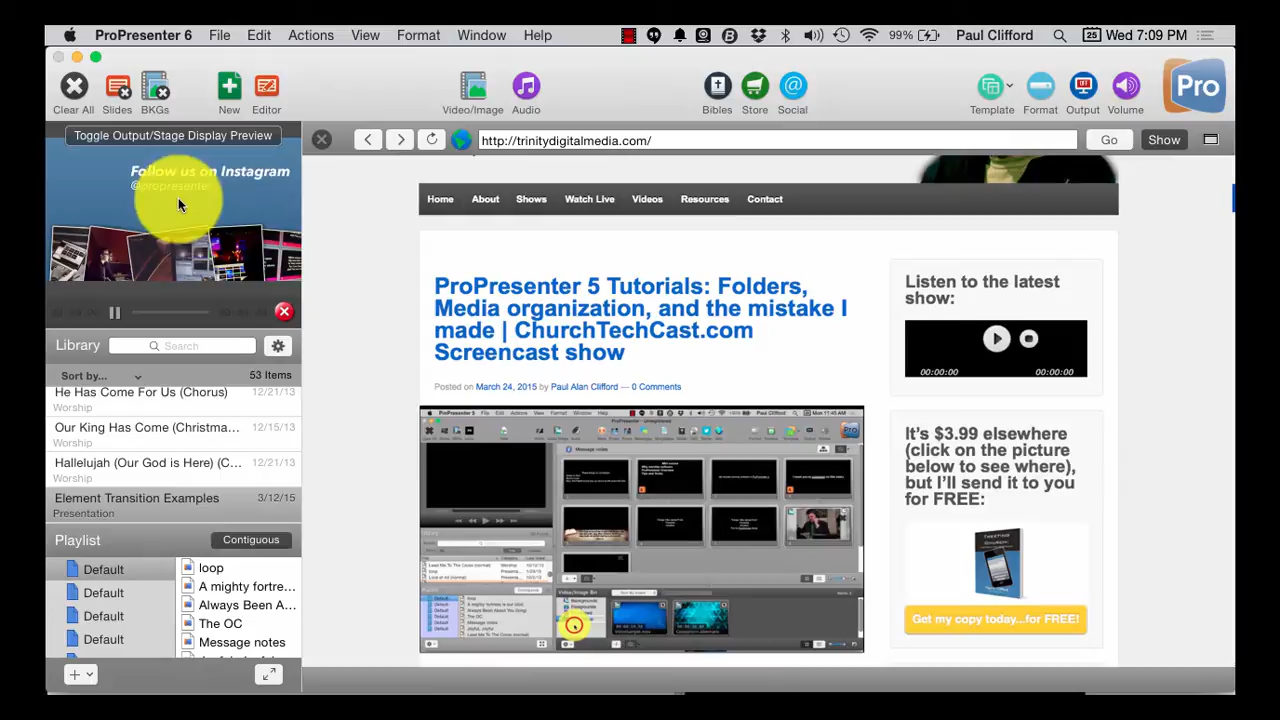 ProPresenter 6 File Edit Actions View Format Window Help 99% Paul Clifford 25 Wed 7:09 PM
Clear All Slides BKGs New Editor Video/Image Audio Bibles Store Social Template Format Output Volume Pro
Toggle Output/Stage Display Preview
http://trinitydigitalmedia.com/ Go Show
Follow us on Instagram
@propresenter
Home About Shows Watch Live Videos Resources Contact
ProPresenter 5 Tutorials: Folders,
Media organization, and the mistake I
made | ChurchTechCast.com
Screencast show
Posted on March 24, 2015 by Paul Alan Clifford — 0 Comments
Listen to the latest
show:
00:00:00 00:00:00
It's $3.99 elsewhere
(click on the picture
below to see where),
but I'll send it to you
for FREE:
Get my copy today...for FREE!
Library Search
Sort by... 53 Items
He Has Come For Us (Chorus) 12/21/13
Worship
Our King Has Come (Christma... 12/15/13
Worship
Hallelujah (Our God is Here) (C... 12/21/13
Worship
Element Transition Examples 3/12/15
Presentation
Playlist Contiguous
Default loop
A mighty fortre...
Default Always Been A...
Default The OC
Default Message notes